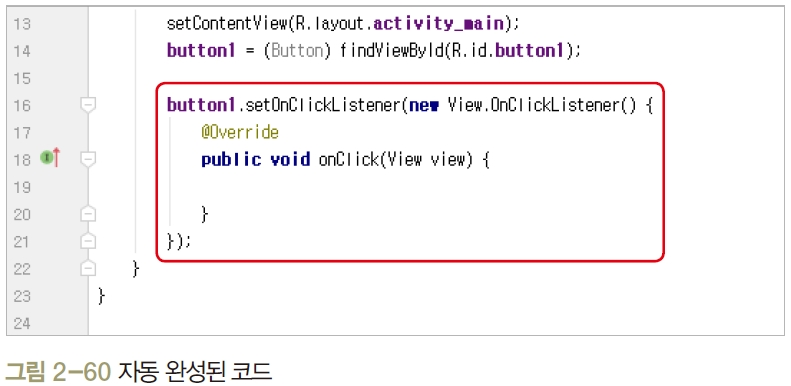 13 setContentView(R.layout.activity_main);
14 button1 = (Button) findViewById(R.id.button1);
15
16 button1.setOnClickListener(new View.OnClickListener() {
17 @Override
18 public void onClick(View view) {
19
20 }
21 });
22 }
23 }
24
그림 2-60 자동 완성된 코드